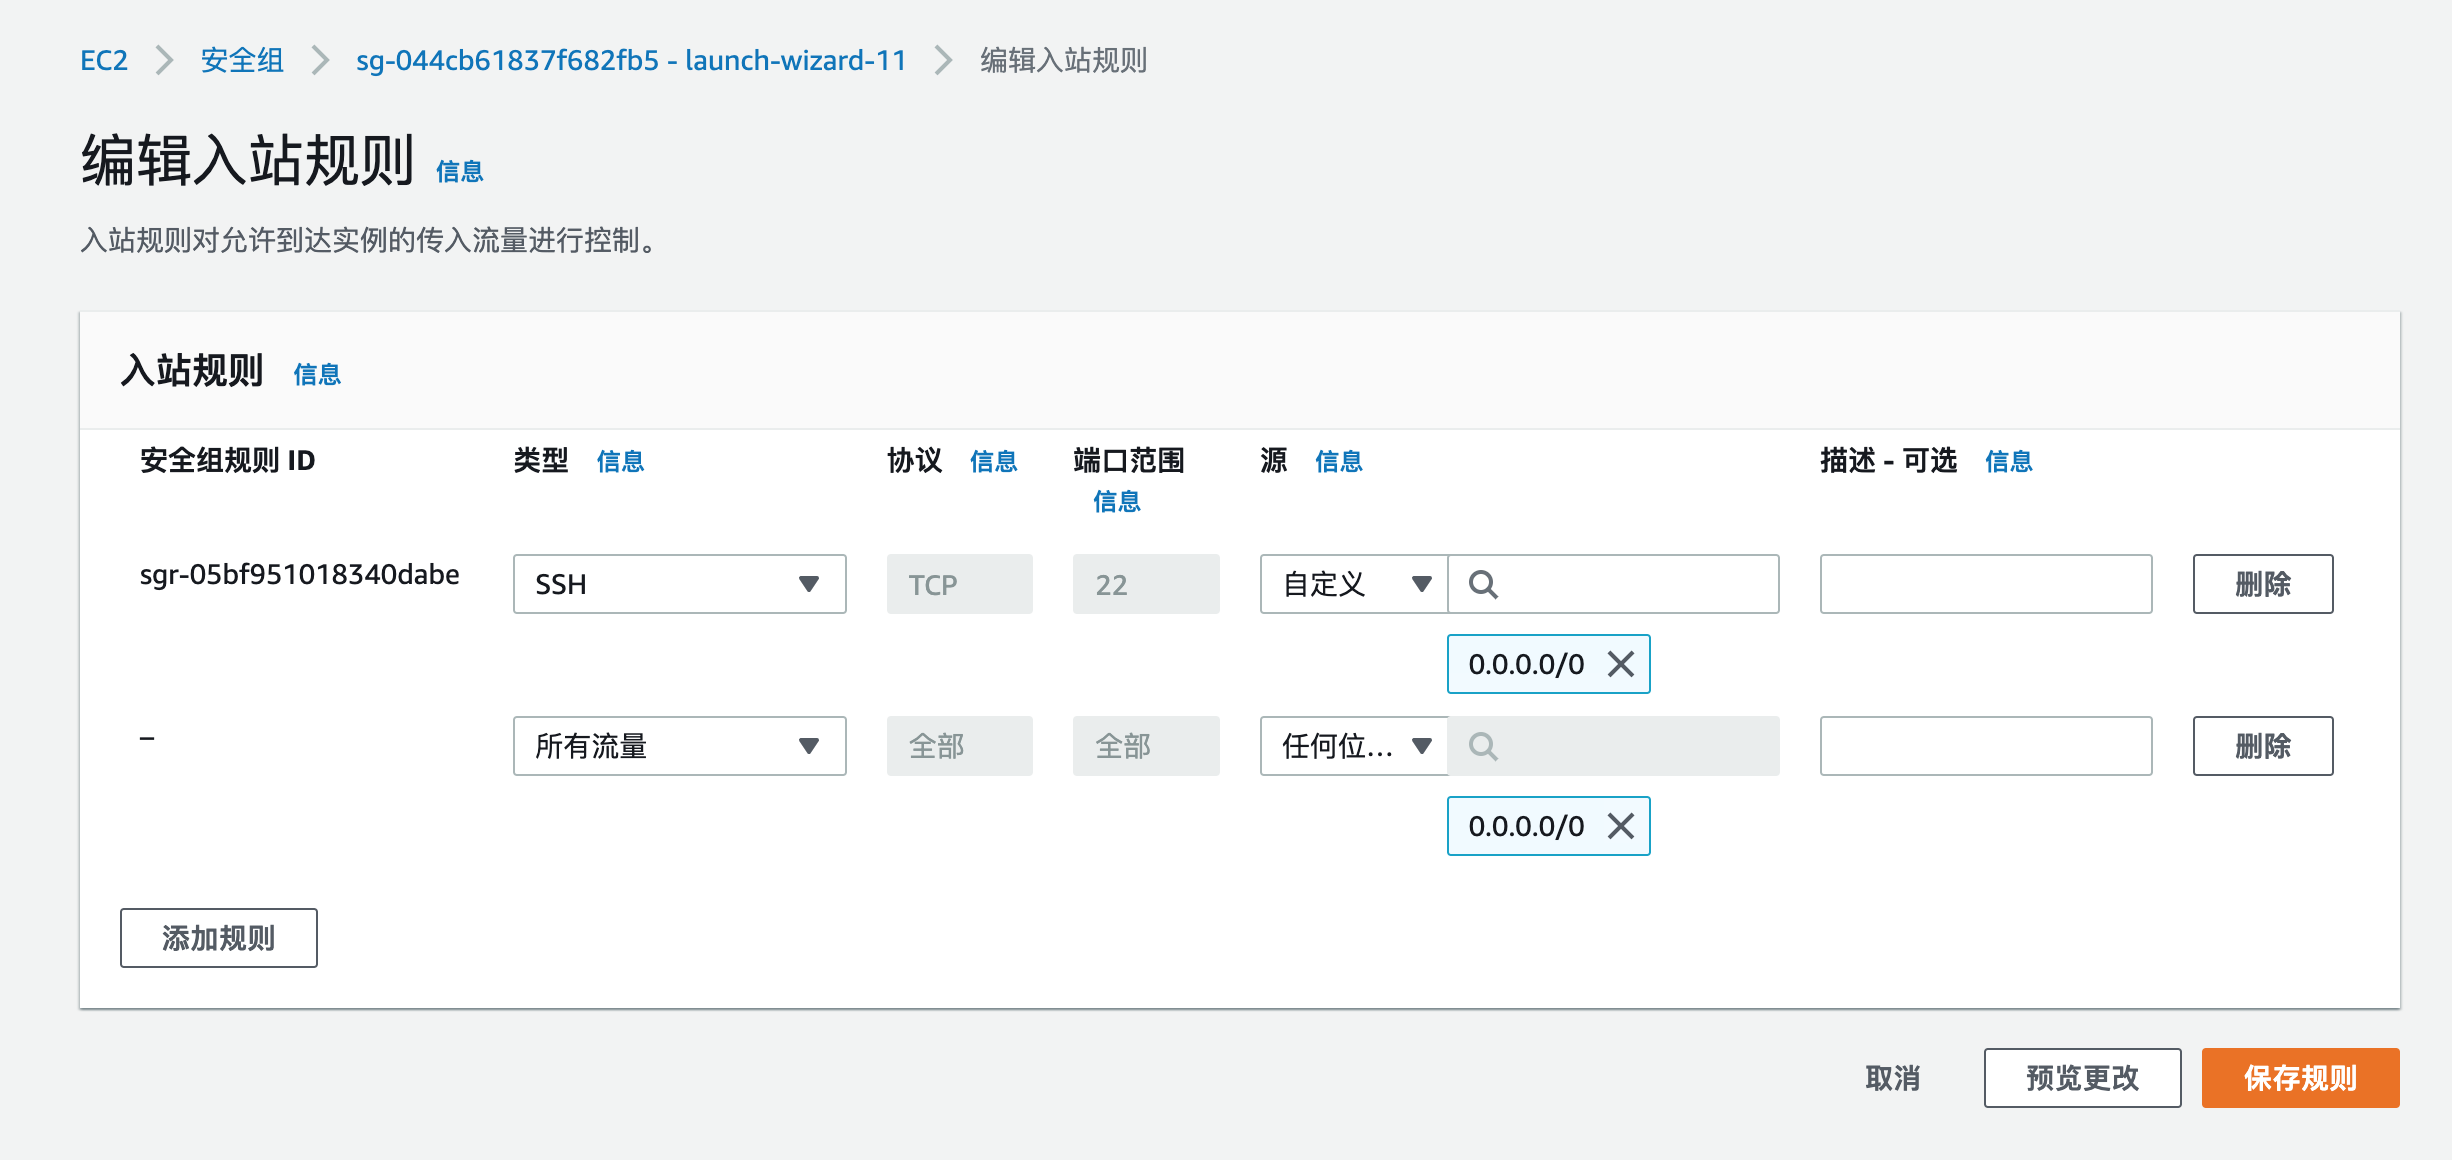 EC2 安全组 sg-044cb61837f682fb5 - launch-wizard-11 编辑入站规则
编辑入站规则 信息
入站规则对允许到达实例的传入流量进行控制。
入站规则 信息
安全组规则 ID 类型 信息 协议 信息 端口范围 信息 源 信息 描述 - 可选 信息
sgr-05bf951018340dabe SSH TCP 22 自定义 删除
0.0.0.0/0
– 所有流量 全部 全部 任何位... 删除
0.0.0.0/0
添加规则
取消 预览更改 保存规则